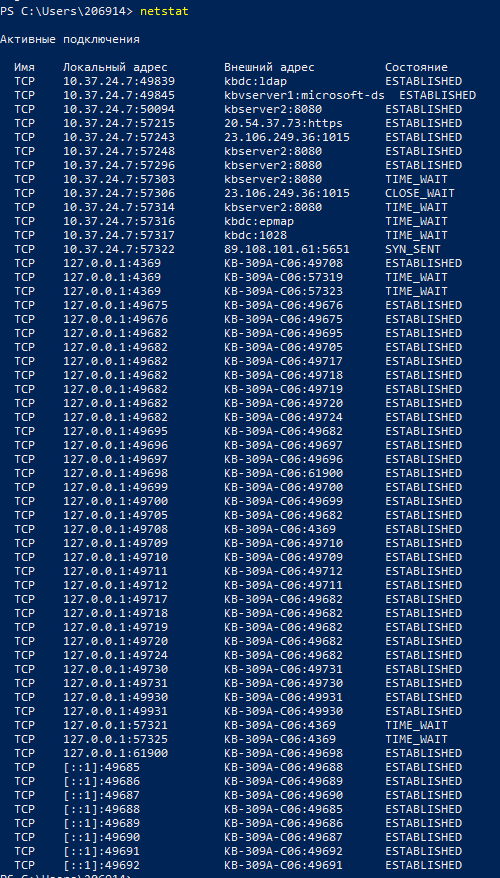 PS C:\Users\206914> netstat
Активные подключения
Имя Локальный адрес Внешний адрес Состояние
TCP 10.37.24.7:49839 kbdc:ldap ESTABLISHED
TCP 10.37.24.7:49845 kbvserver1:microsoft-ds ESTABLISHED
TCP 10.37.24.7:50094 kbserver2:8080 ESTABLISHED
TCP 10.37.24.7:57215 20.54.37.73:https ESTABLISHED
TCP 10.37.24.7:57243 23.106.249.36:1015 ESTABLISHED
TCP 10.37.24.7:57248 kbserver2:8080 ESTABLISHED
TCP 10.37.24.7:57296 kbserver2:8080 ESTABLISHED
TCP 10.37.24.7:57303 kbserver2:8080 TIME_WAIT
TCP 10.37.24.7:57306 23.106.249.36:1015 CLOSE_WAIT
TCP 10.37.24.7:57314 kbserver2:8080 TIME_WAIT
TCP 10.37.24.7:57316 kbdc:epmap TIME_WAIT
TCP 10.37.24.7:57317 kbdc:1028 TIME_WAIT
TCP 10.37.24.7:57322 89.108.101.61:5651 SYN_SENT
TCP 127.0.0.1:4369 KB-309A-C06:49708 ESTABLISHED
TCP 127.0.0.1:4369 KB-309A-C06:57319 TIME_WAIT
TCP 127.0.0.1:4369 KB-309A-C06:57323 TIME_WAIT
TCP 127.0.0.1:49675 KB-309A-C06:49676 ESTABLISHED
TCP 127.0.0.1:49676 KB-309A-C06:49675 ESTABLISHED
TCP 127.0.0.1:49682 KB-309A-C06:49695 ESTABLISHED
TCP 127.0.0.1:49682 KB-309A-C06:49705 ESTABLISHED
TCP 127.0.0.1:49682 KB-309A-C06:49717 ESTABLISHED
TCP 127.0.0.1:49682 KB-309A-C06:49718 ESTABLISHED
TCP 127.0.0.1:49682 KB-309A-C06:49719 ESTABLISHED
TCP 127.0.0.1:49682 KB-309A-C06:49720 ESTABLISHED
TCP 127.0.0.1:49682 KB-309A-C06:49724 ESTABLISHED
TCP 127.0.0.1:49695 KB-309A-C06:49682 ESTABLISHED
TCP 127.0.0.1:49696 KB-309A-C06:49697 ESTABLISHED
TCP 127.0.0.1:49697 KB-309A-C06:49696 ESTABLISHED
TCP 127.0.0.1:49698 KB-309A-C06:61900 ESTABLISHED
TCP 127.0.0.1:49699 KB-309A-C06:49700 ESTABLISHED
TCP 127.0.0.1:49700 KB-309A-C06:49699 ESTABLISHED
TCP 127.0.0.1:49705 KB-309A-C06:49682 ESTABLISHED
TCP 127.0.0.1:49708 KB-309A-C06:4369 ESTABLISHED
TCP 127.0.0.1:49709 KB-309A-C06:49710 ESTABLISHED
TCP 127.0.0.1:49710 KB-309A-C06:49709 ESTABLISHED
TCP 127.0.0.1:49711 KB-309A-C06:49712 ESTABLISHED
TCP 127.0.0.1:49712 KB-309A-C06:49711 ESTABLISHED
TCP 127.0.0.1:49717 KB-309A-C06:49682 ESTABLISHED
TCP 127.0.0.1:49718 KB-309A-C06:49682 ESTABLISHED
TCP 127.0.0.1:49719 KB-309A-C06:49682 ESTABLISHED
TCP 127.0.0.1:49720 KB-309A-C06:49682 ESTABLISHED
TCP 127.0.0.1:49724 KB-309A-C06:49682 ESTABLISHED
TCP 127.0.0.1:49730 KB-309A-C06:49731 ESTABLISHED
TCP 127.0.0.1:49731 KB-309A-C06:49730 ESTABLISHED
TCP 127.0.0.1:49930 KB-309A-C06:49931 ESTABLISHED
TCP 127.0.0.1:49931 KB-309A-C06:49930 ESTABLISHED
TCP 127.0.0.1:57321 KB-309A-C06:4369 TIME_WAIT
TCP 127.0.0.1:57325 KB-309A-C06:4369 TIME_WAIT
TCP 127.0.0.1:61900 KB-309A-C06:49698 ESTABLISHED
TCP [::1]:49685 KB-309A-C06:49688 ESTABLISHED
TCP [::1]:49686 KB-309A-C06:49689 ESTABLISHED
TCP [::1]:49687 KB-309A-C06:49690 ESTABLISHED
TCP [::1]:49688 KB-309A-C06:49685 ESTABLISHED
TCP [::1]:49689 KB-309A-C06:49686 ESTABLISHED
TCP [::1]:49690 KB-309A-C06:49687 ESTABLISHED
TCP [::1]:49691 KB-309A-C06:49692 ESTABLISHED
TCP [::1]:49692 KB-309A-C06:49691 ESTABLISHED
PS C:\Users\206914>